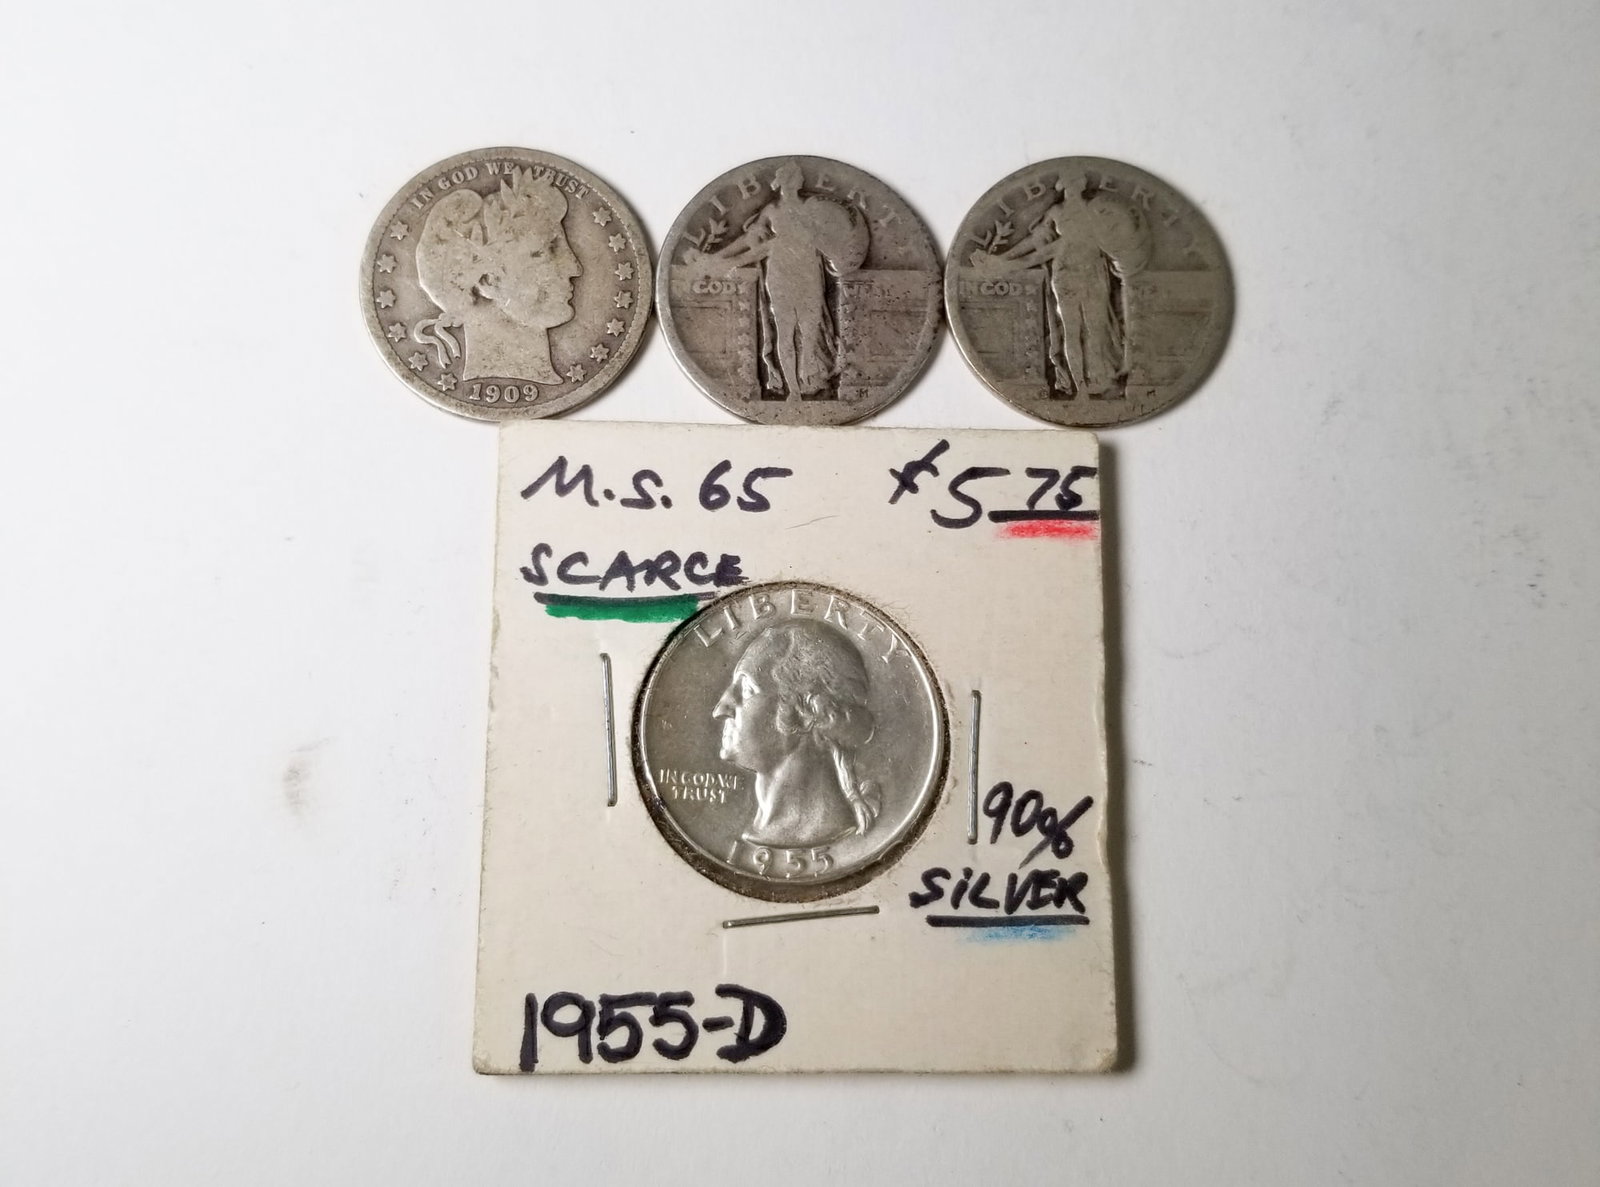 IN GOD WE TRUST
1909
LIBERTY
IN GOD WE
M
LIBERTY
IN GOD
M
M.S. 65 $5 75
SCARCE
LIBERTY
IN GOD WE
TRUST
1955
90%
SILVER
1955-D